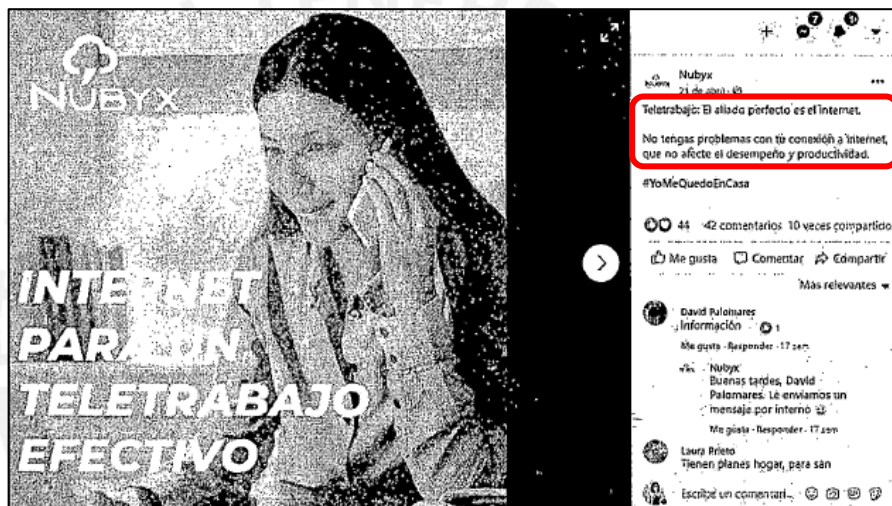 NUBYX
INTERNET
PARA UN
TELETRABAJO
EFECTIVO
7
Nubyx
21 de abril
Teletrabajo: El aliado perfecto es el internet.
No tengas problemas con tu conexión a internet,
que no afecte el desempeño y productividad.
#YoMeQuedoEnCasa
44 42 comentarios 10 veces compartido
Me gusta Comentar Compartir
Más relevantes
David Palomares
Información 1
Me gusta · Responder · 17 sem
Nubyx
Buenas tardes, David
Palomares. Le enviamos un
mensaje por interno
Me gusta · Responder · 17 sem
Laura Prieto
Tienen planes hogar, para san
Escribe un comentari...